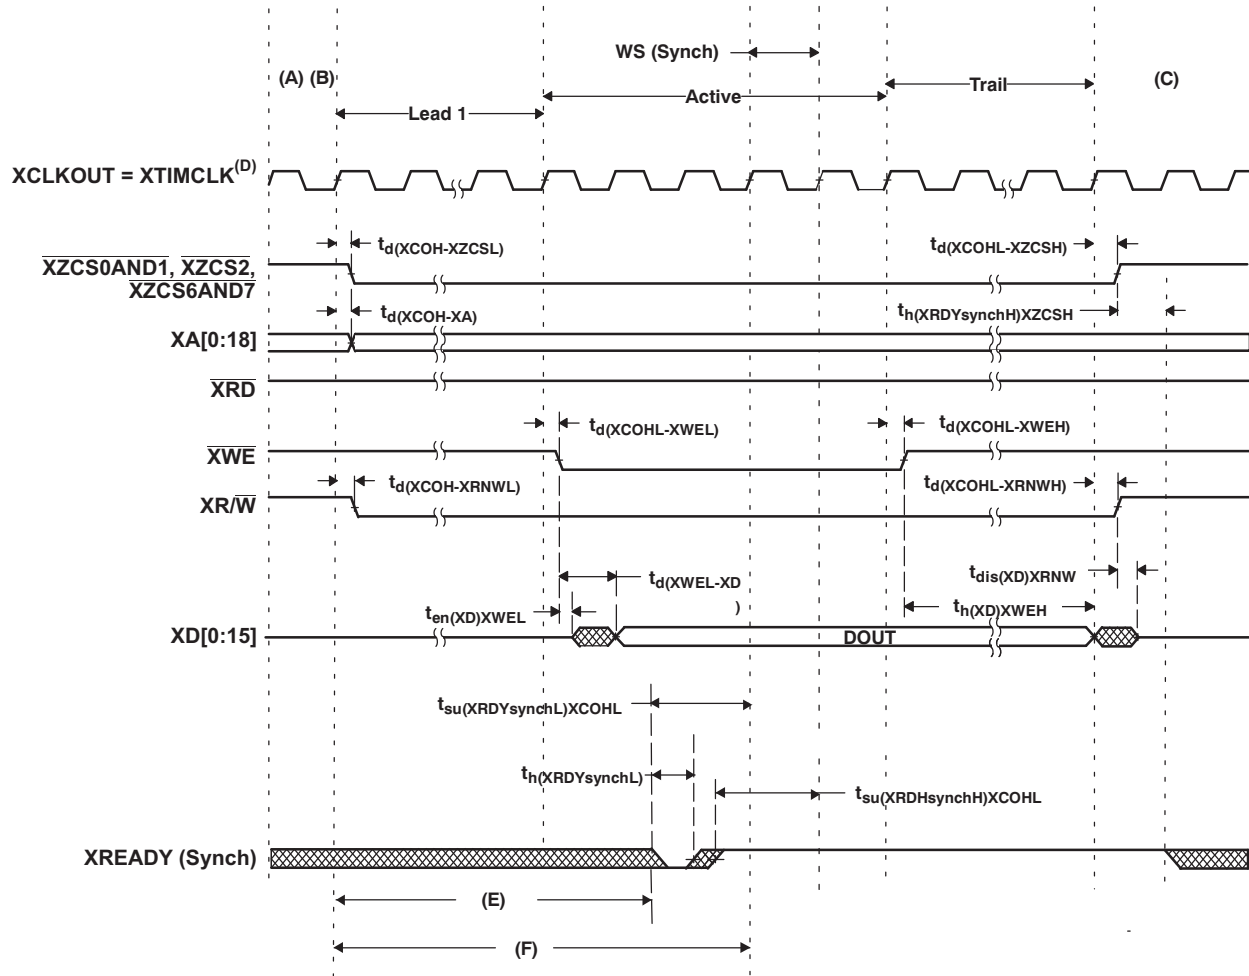 WS (Synch)
(A) (B)
Trail
(C)
Active
Lead 1
XCLKOUT = XTIMCLK(D)
td(XCOH-XZCSL)
td(XCOHL-XZCSH)
XZCS0AND1, XZCS2,
XZCS6AND7
td(XCOH-XA)
th(XRDYsynchH)XZCSH
XA[0:18]
XRD
td(XCOHL-XWEL)
td(XCOHL-XWEH)
XWE
td(XCOH-XRNWL)
td(XCOHL-XRNWH)
XR/W
td(XWEL-XD
)
tdis(XD)XRNW
ten(XD)XWEL
th(XD)XWEH
XD[0:15]
DOUT
tsu(XRDYsynchL)XCOHL
th(XRDYsynchL)
tsu(XRDHsynchH)XCOHL
XREADY (Synch)
(E)
(F)